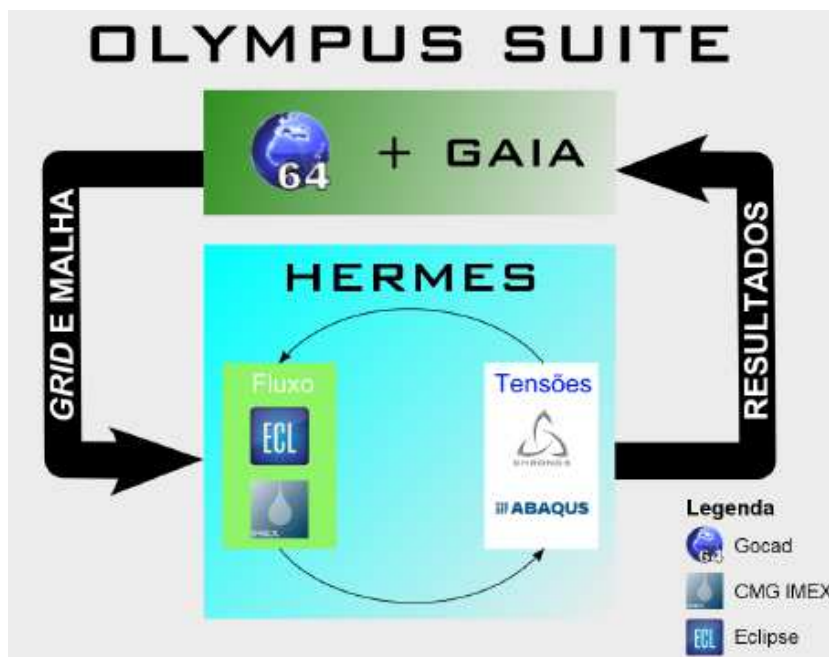 OLYMPUS SUITE
64 + GAIA
GRID E MALHA
RESULTADOS
HERMES
Fluxo
ECL
Tensões
CHRONOS
ABAQUS
Legenda
64 Gocad
CMG IMEX
ECL Eclipse